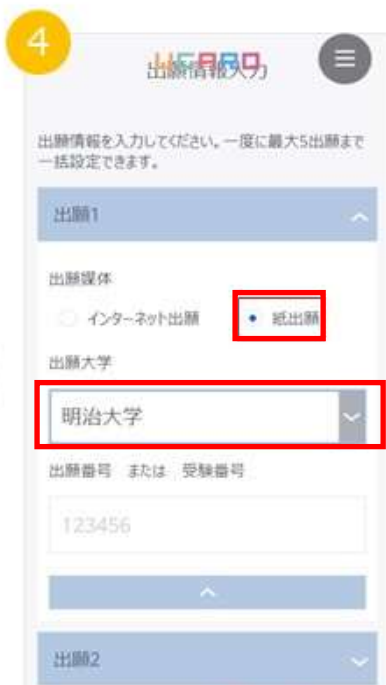 4
UCARO
出願情報入力
出願情報を入力してください。一度に最大5出願まで
一括設定できます。
出願1
出願媒体
インターネット出願 紙出願
出願大学
明治大学
出願番号 または 受験番号
123456
出願2